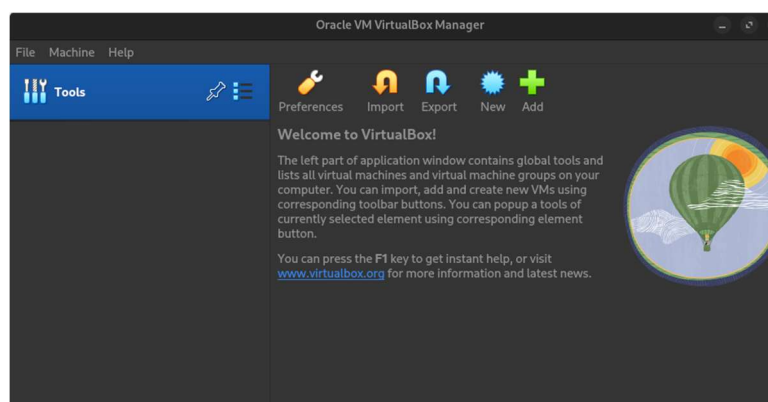 Oracle VM VirtualBox Manager
File Machine Help
Tools
Preferences Import Export New Add
Welcome to VirtualBox!
The left part of application window contains global tools and
lists all virtual machines and virtual machine groups on your
computer. You can import, add and create new VMs using
corresponding toolbar buttons. You can popup a tools of
currently selected element using corresponding element
button.
You can press the F1 key to get instant help, or visit
www.virtualbox.org for more information and latest news.